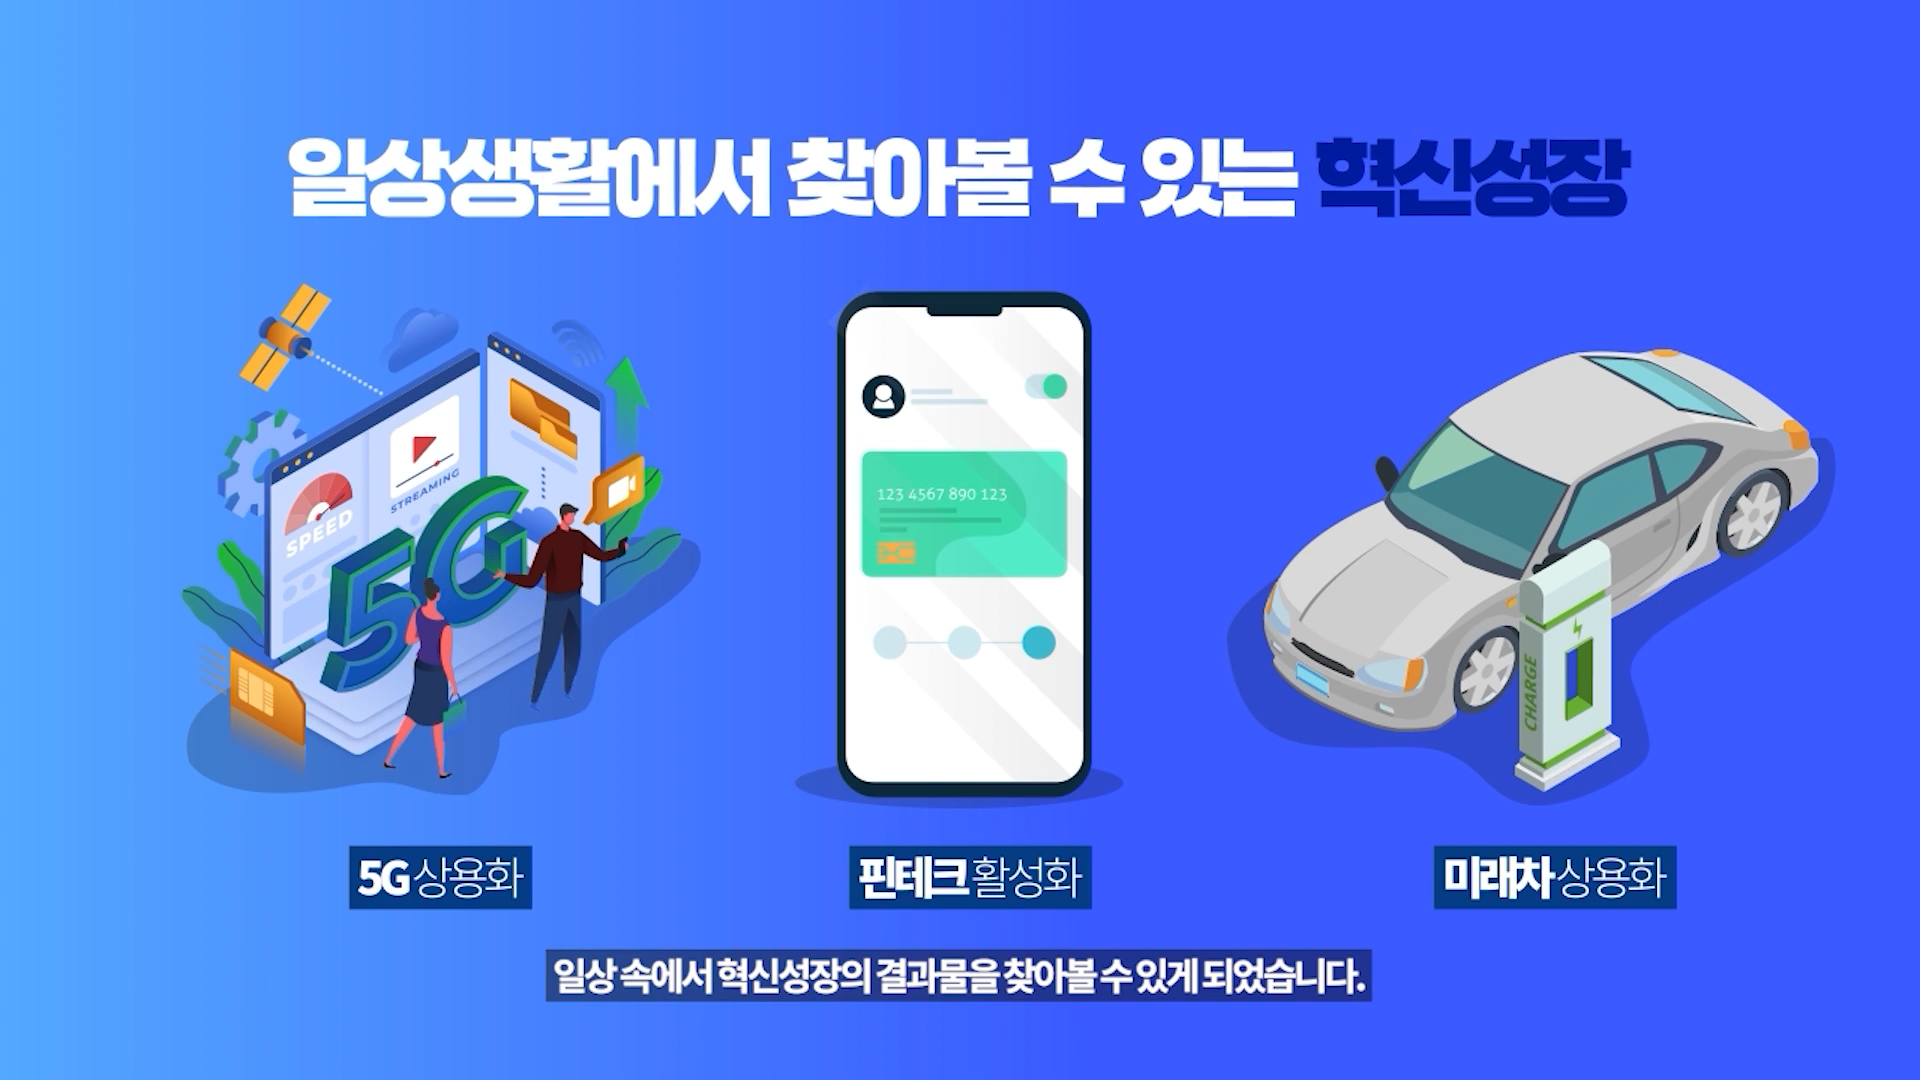 일상생활에서 찾아볼 수 있는 혁신성장
STREAMING
SPEED
5G
123 4567 890 123
CHARGE
5G 상용화
핀테크 활성화
미래차 상용화
일상 속에서 혁신성장의 결과물을 찾아볼 수 있게 되었습니다.